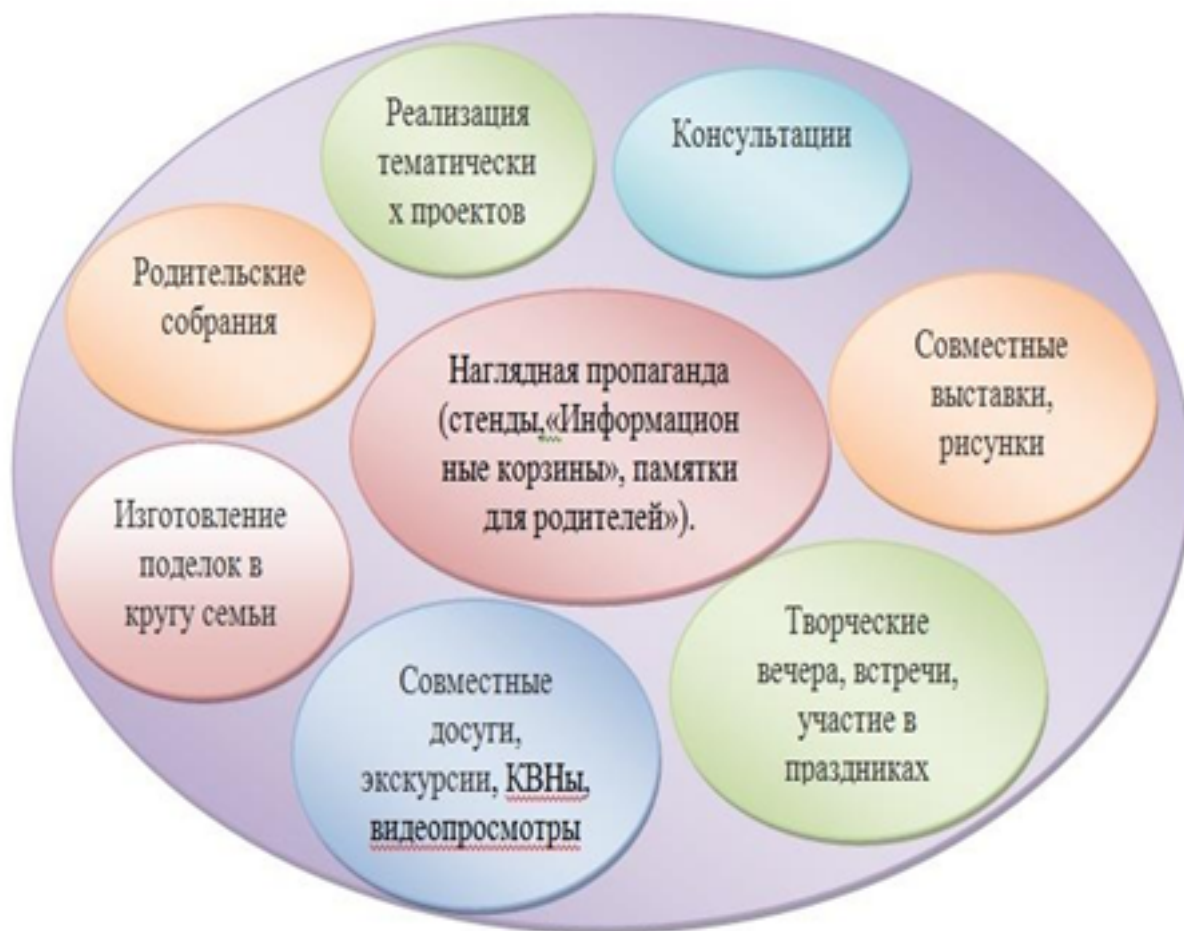 Реализация
тематически
х проектов
Консультации
Родительские
собрания
Наглядная пропаганда
(стенды,«Информацион
ные корзины», памятки
для родителей»).
Совместные
выставки,
рисунки
Изготовление
поделок в
кругу семьи
Совместные
досуги,
экскурсии, КВНы,
видеопросмотры
Творческие
вечера, встречи,
участие в
праздниках